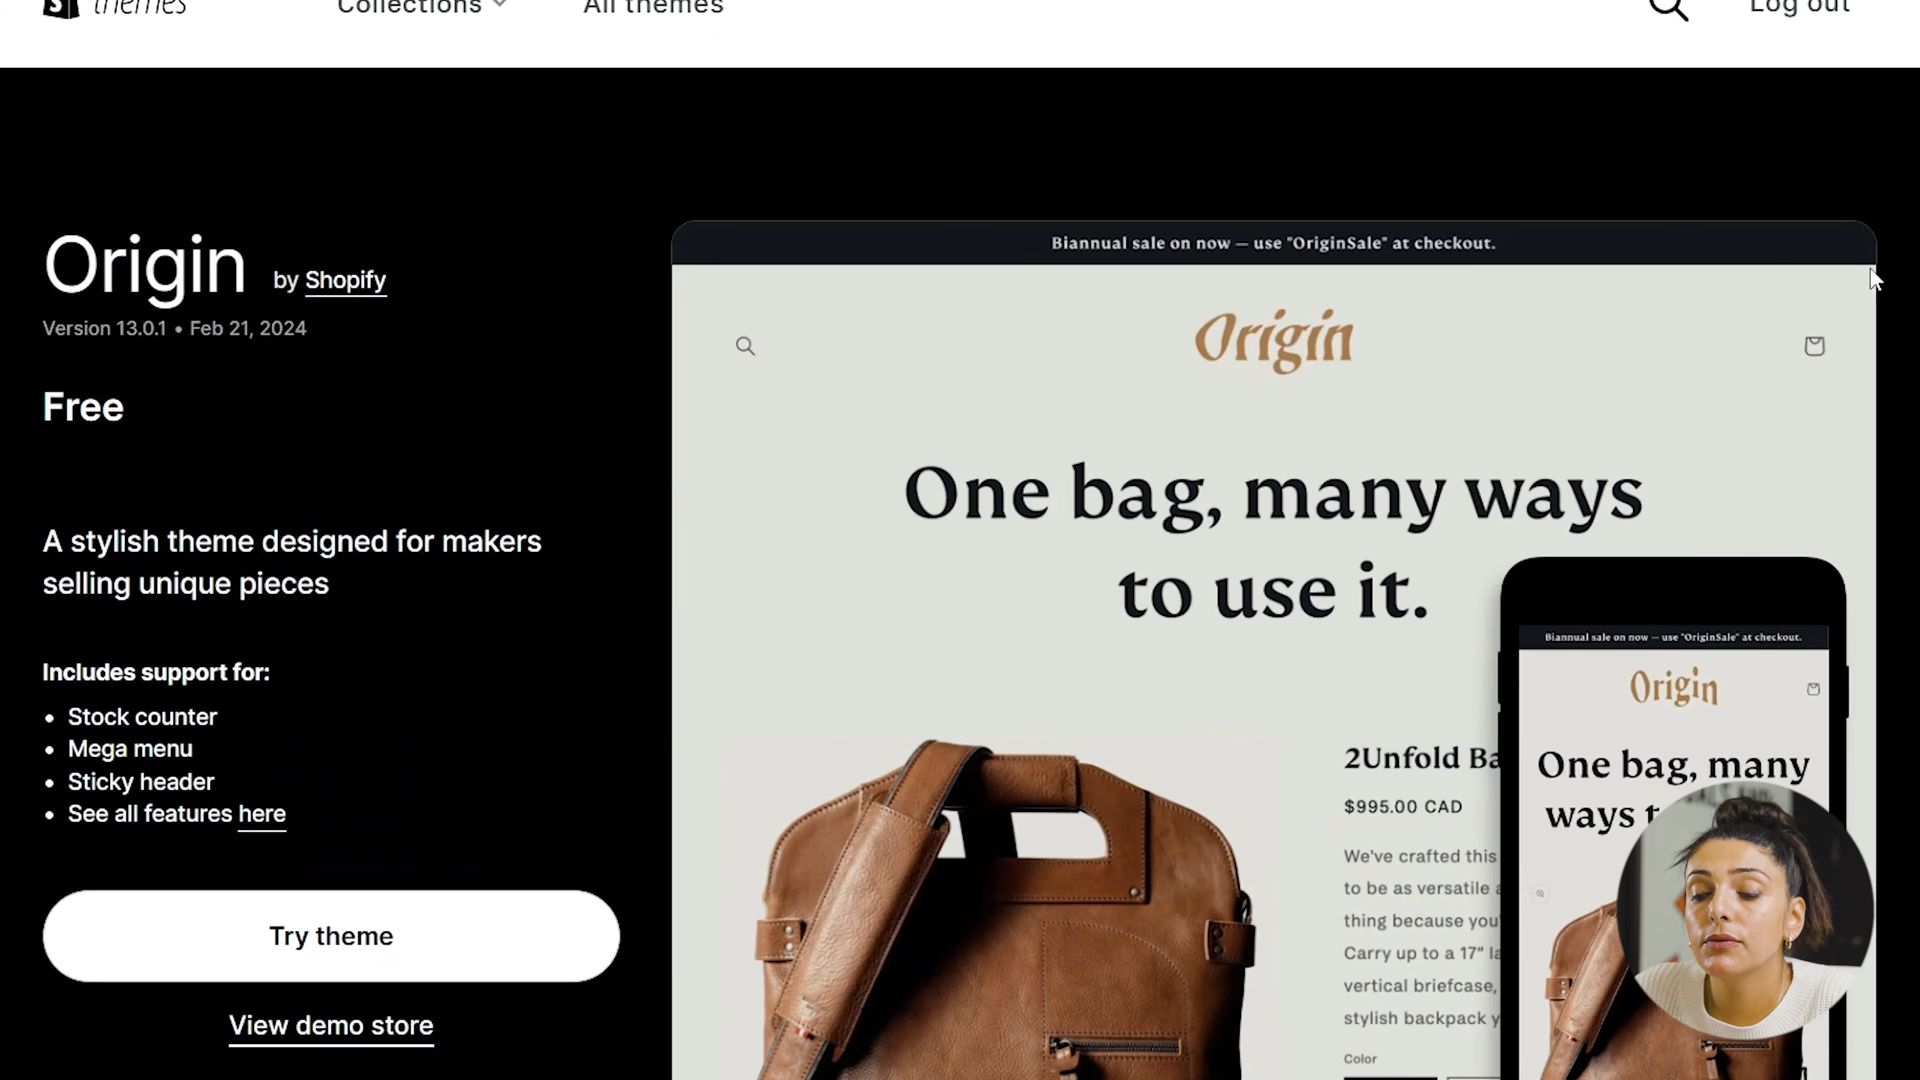 themes
Collections
All themes
Log out
Origin by Shopify
Version 13.0.1 • Feb 21, 2024
Free
A stylish theme designed for makers
selling unique pieces
Includes support for:
• Stock counter
• Mega menu
• Sticky header
• See all features here
Try theme
View demo store
Biannual sale on now — use "OriginSale" at checkout.
Origin
One bag, many ways
to use it.
2Unfold Ba
$995.00 CAD
We've crafted this
to be as versatile a
thing because you'
Carry up to a 17" la
vertical briefcase,
stylish backpack y
Color
Biannual sale on now — use "OriginSale" at checkout.
Origin
One bag, many
ways t